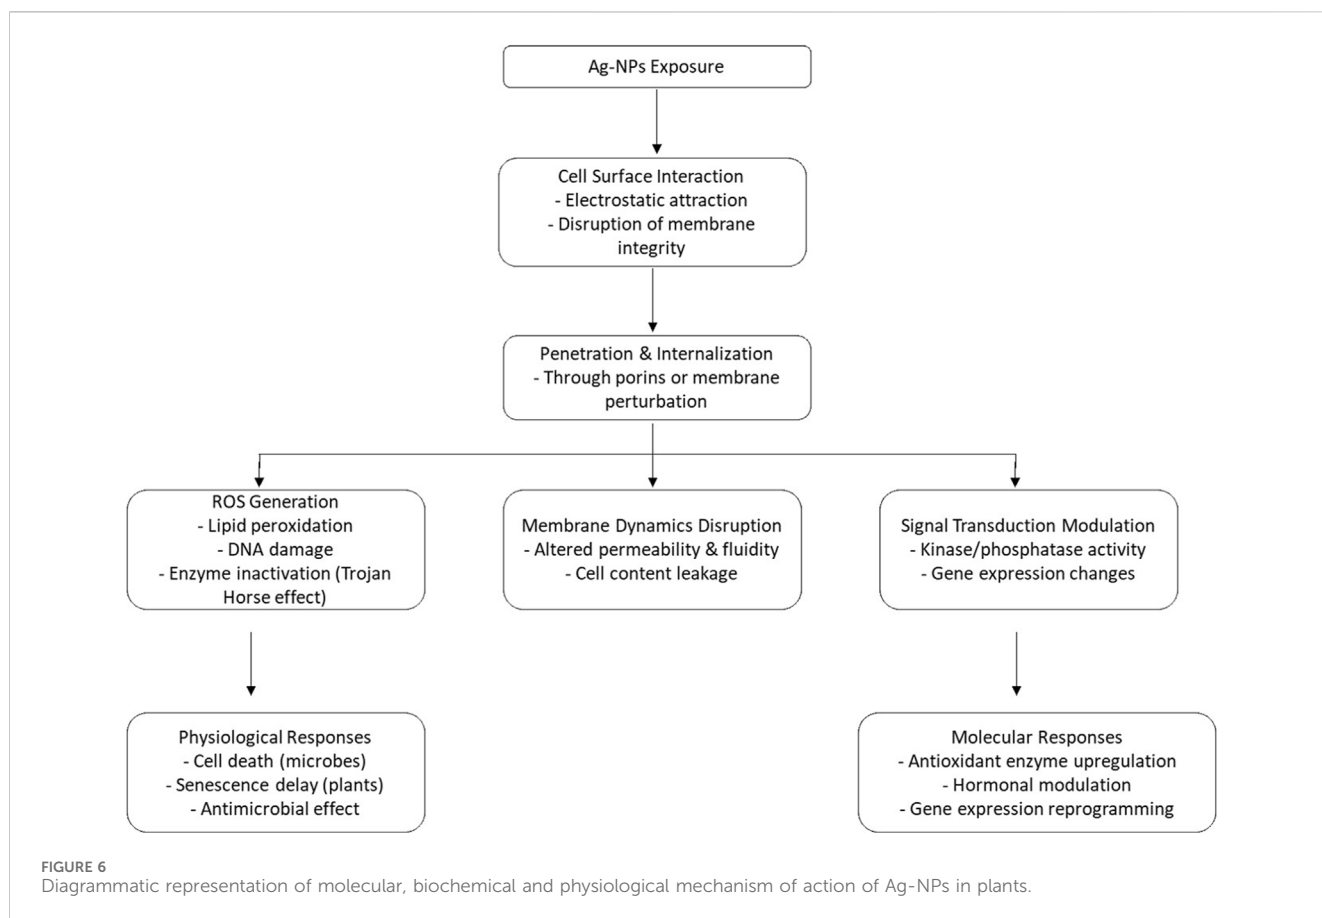 Ag-NPs Exposure
Cell Surface Interaction
- Electrostatic attraction
- Disruption of membrane
integrity
Penetration & Internalization
- Through porins or membrane
perturbation
ROS Generation
- Lipid peroxidation
- DNA damage
- Enzyme inactivation (Trojan
Horse effect)
Membrane Dynamics Disruption
- Altered permeability & fluidity
- Cell content leakage
Signal Transduction Modulation
- Kinase/phosphatase activity
- Gene expression changes
Physiological Responses
- Cell death (microbes)
- Senescence delay (plants)
- Antimicrobial effect
Molecular Responses
- Antioxidant enzyme upregulation
- Hormonal modulation
- Gene expression reprogramming
FIGURE 6
Diagrammatic representation of molecular, biochemical and physiological mechanism of action of Ag-NPs in plants.